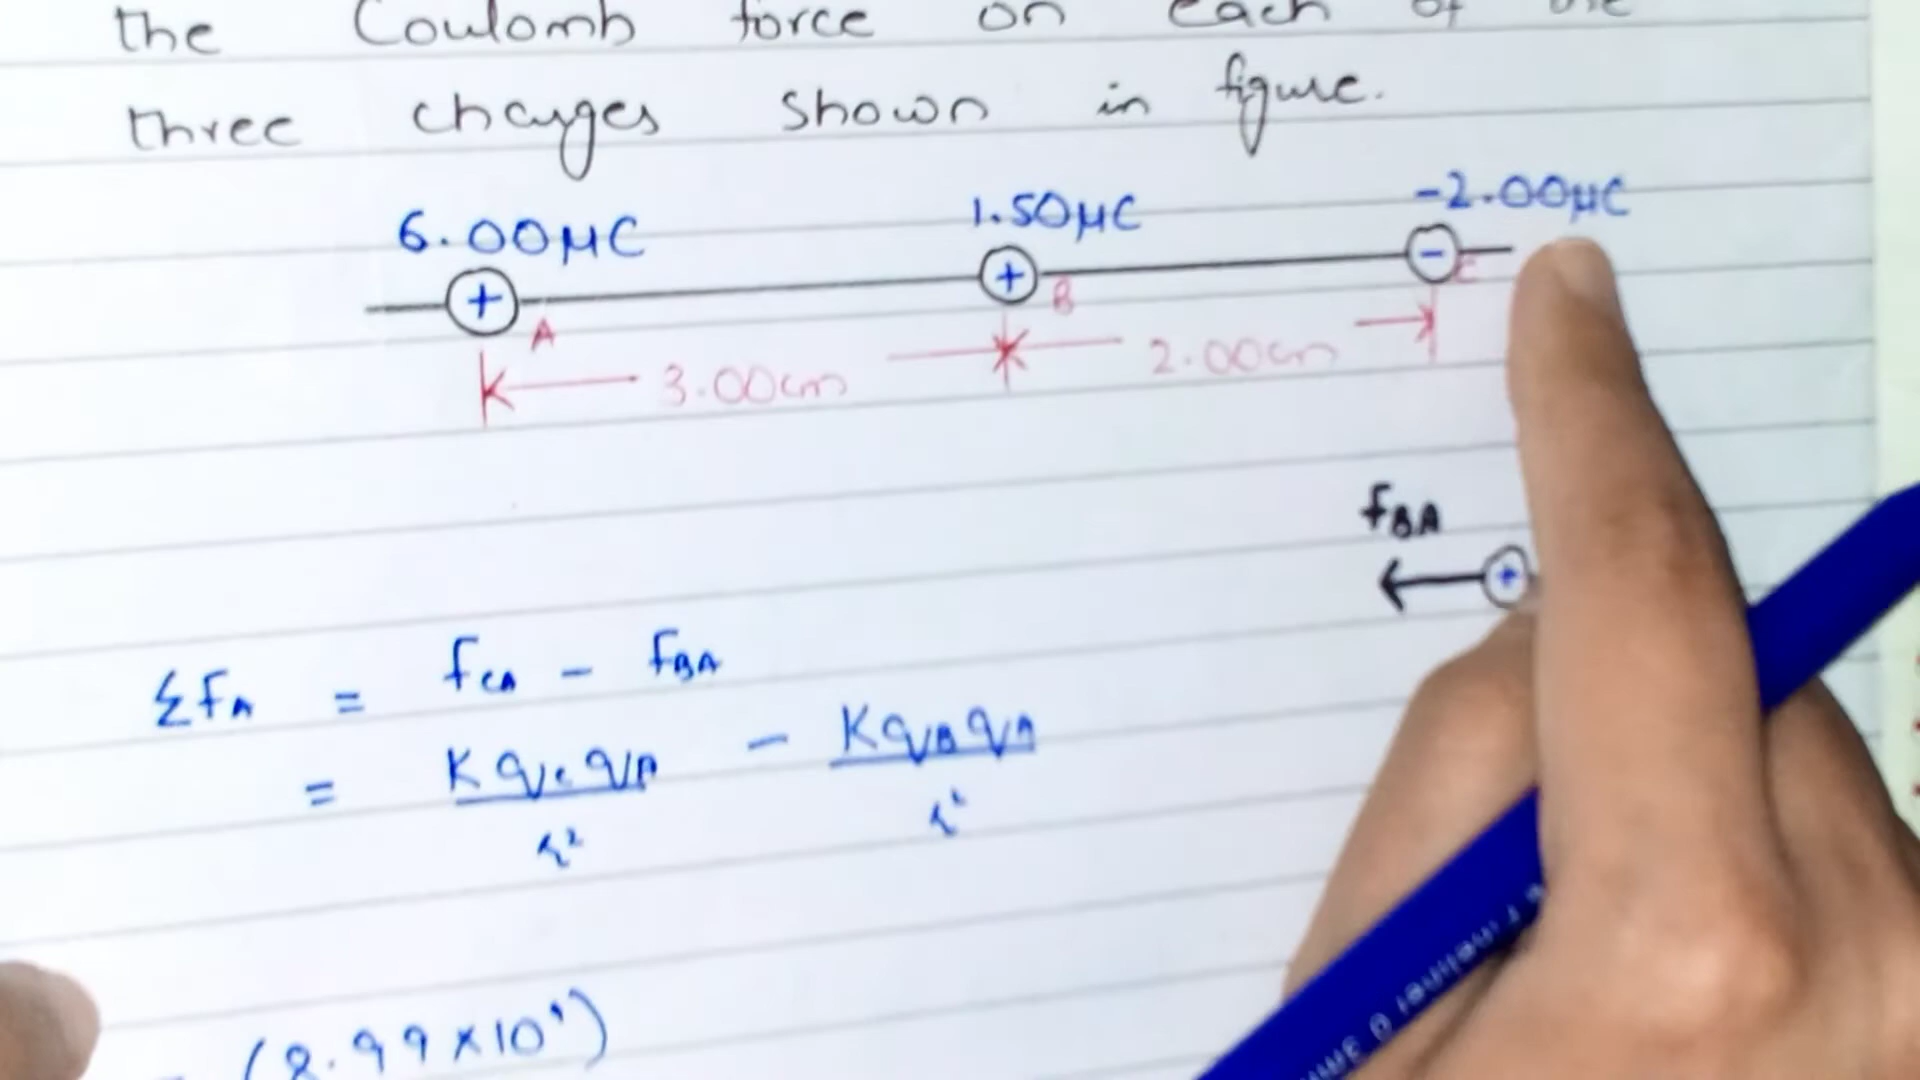 the Coulomb force on each of the
three charges shown in figure.
6.00μC 1.50μC -2.00μC
+ + -
A B C
3.00cm 2.00cm
fBA
+
ΣfA = fCA - fBA
= KqCqA / r² - KqBqA / r²
= (8.99×10⁹)